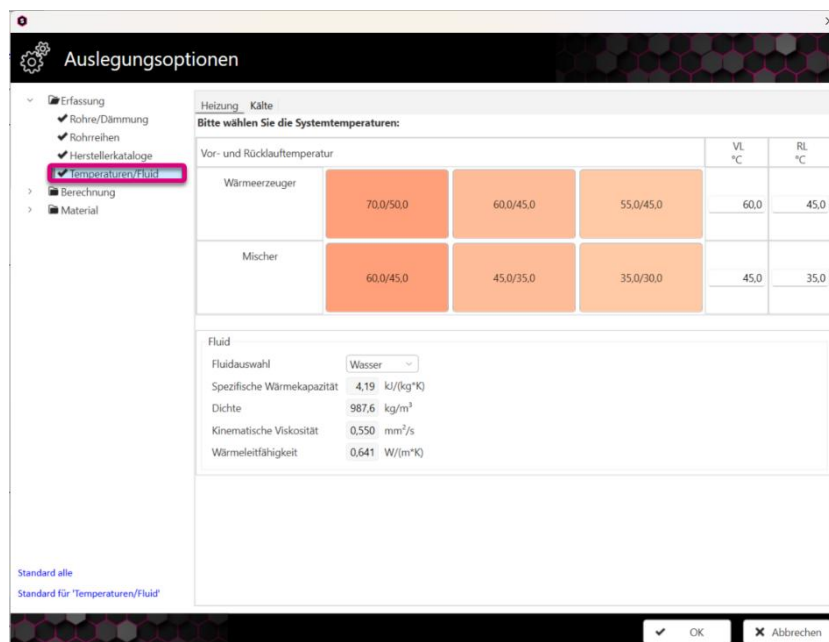 S
Auslegungsoptionen
Erfassung
Rohre/Dämmung
Rohrreihen
Herstellerkataloge
Temperaturen/Fluid
Berechnung
Material
Heizung Kälte
Bitte wählen Sie die Systemtemperaturen:
Vor- und Rücklauftemperatur VL °C RL °C
Wärmeerzeuger 70,0/50,0 60,0/45,0 55,0/45,0 60,0 45,0
Mischer 60,0/45,0 45,0/35,0 35,0/30,0 45,0 35,0
Fluid
Fluidauswahl Wasser
Spezifische Wärmekapazität 4,19 kJ/(kg*K)
Dichte 987,6 kg/m³
Kinematische Viskosität 0,550 mm²/s
Wärmeleitfähigkeit 0,641 W/(m*K)
Standard alle
Standard für 'Temperaturen/Fluid'
OK Abbrechen